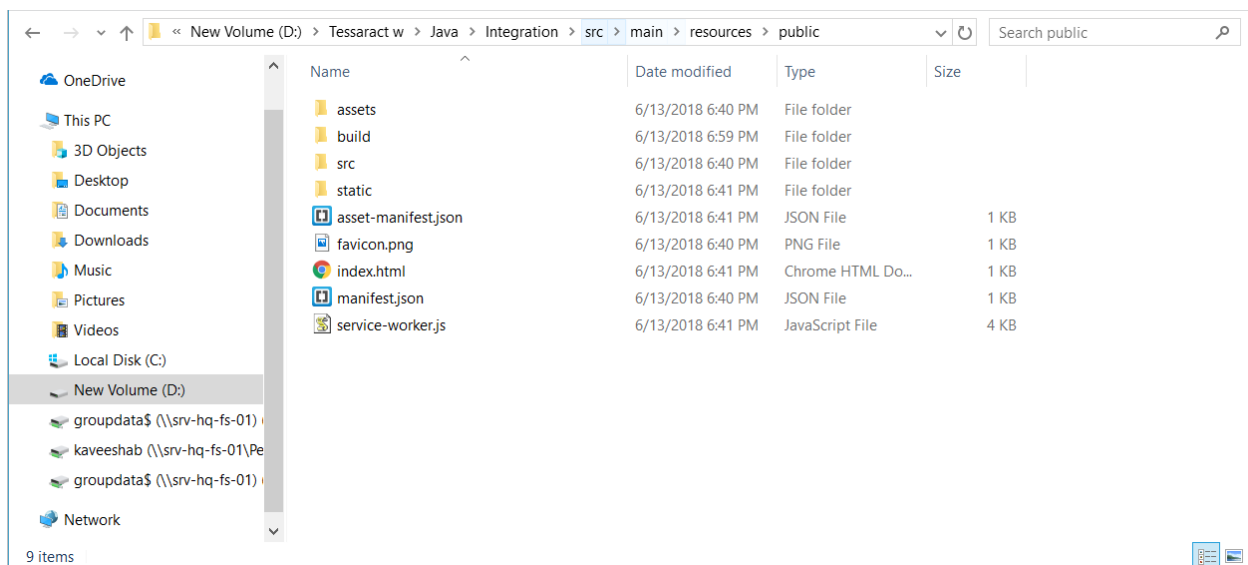 « New Volume (D:) > Tessaract w > Java > Integration > src > main > resources > public
Search public
OneDrive
This PC
3D Objects
Desktop
Documents
Downloads
Music
Pictures
Videos
Local Disk (C:)
New Volume (D:)
groupdata$ (\\srv-hq-fs-01) (
kaveeshab (\\srv-hq-fs-01\Pe
groupdata$ (\\srv-hq-fs-01) (
Network
Name Date modified Type Size
assets 6/13/2018 6:40 PM File folder
build 6/13/2018 6:59 PM File folder
src 6/13/2018 6:40 PM File folder
static 6/13/2018 6:41 PM File folder
asset-manifest.json 6/13/2018 6:41 PM JSON File 1 KB
favicon.png 6/13/2018 6:40 PM PNG File 1 KB
index.html 6/13/2018 6:41 PM Chrome HTML Do... 1 KB
manifest.json 6/13/2018 6:40 PM JSON File 1 KB
service-worker.js 6/13/2018 6:41 PM JavaScript File 4 KB
9 items